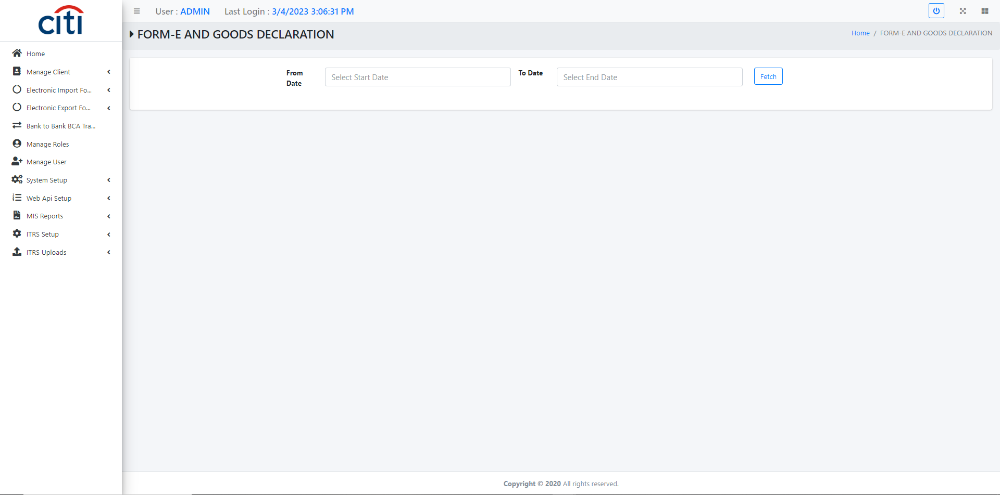 citi
User : ADMIN Last Login : 3/4/2023 3:06:31 PM
FORM-E AND GOODS DECLARATION
Home / FORM-E AND GOODS DECLARATION
Home
Manage Client
Electronic Import Fo...
Electronic Export Fo...
Bank to Bank BCA Tra...
Manage Roles
Manage User
System Setup
Web Api Setup
MIS Reports
ITRS Setup
ITRS Uploads
From
Date
Select Start Date
To Date
Select End Date
Fetch
Copyright © 2020 All rights reserved.